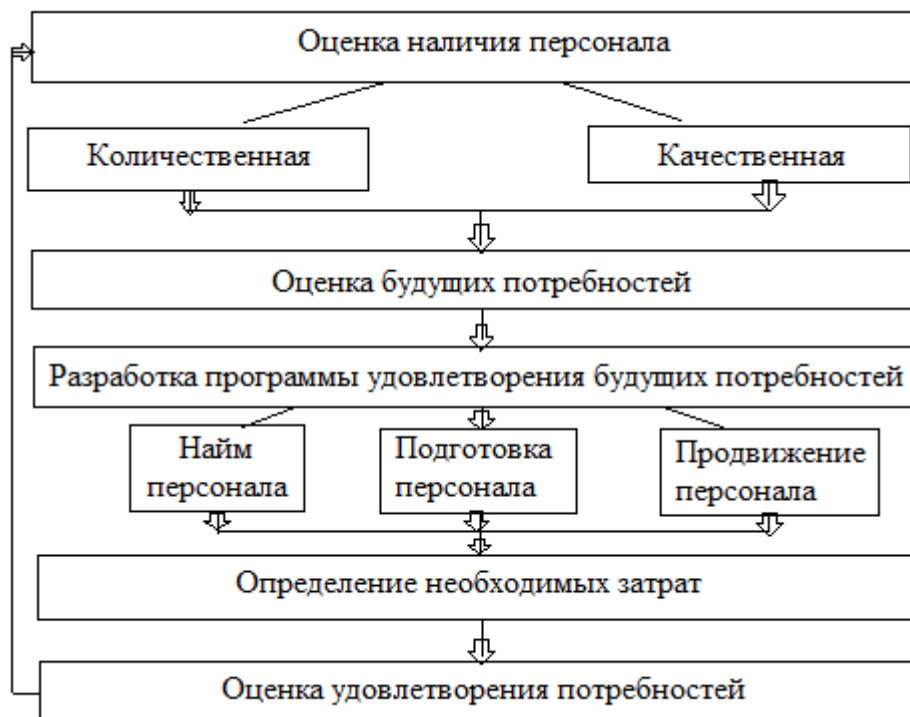 Оценка наличия персонала
Количественная
Качественная
Оценка будущих потребностей
Разработка программы удовлетворения будущих потребностей
Найм
персонала
Подготовка
персонала
Продвижение
персонала
Определение необходимых затрат
Оценка удовлетворения потребностей